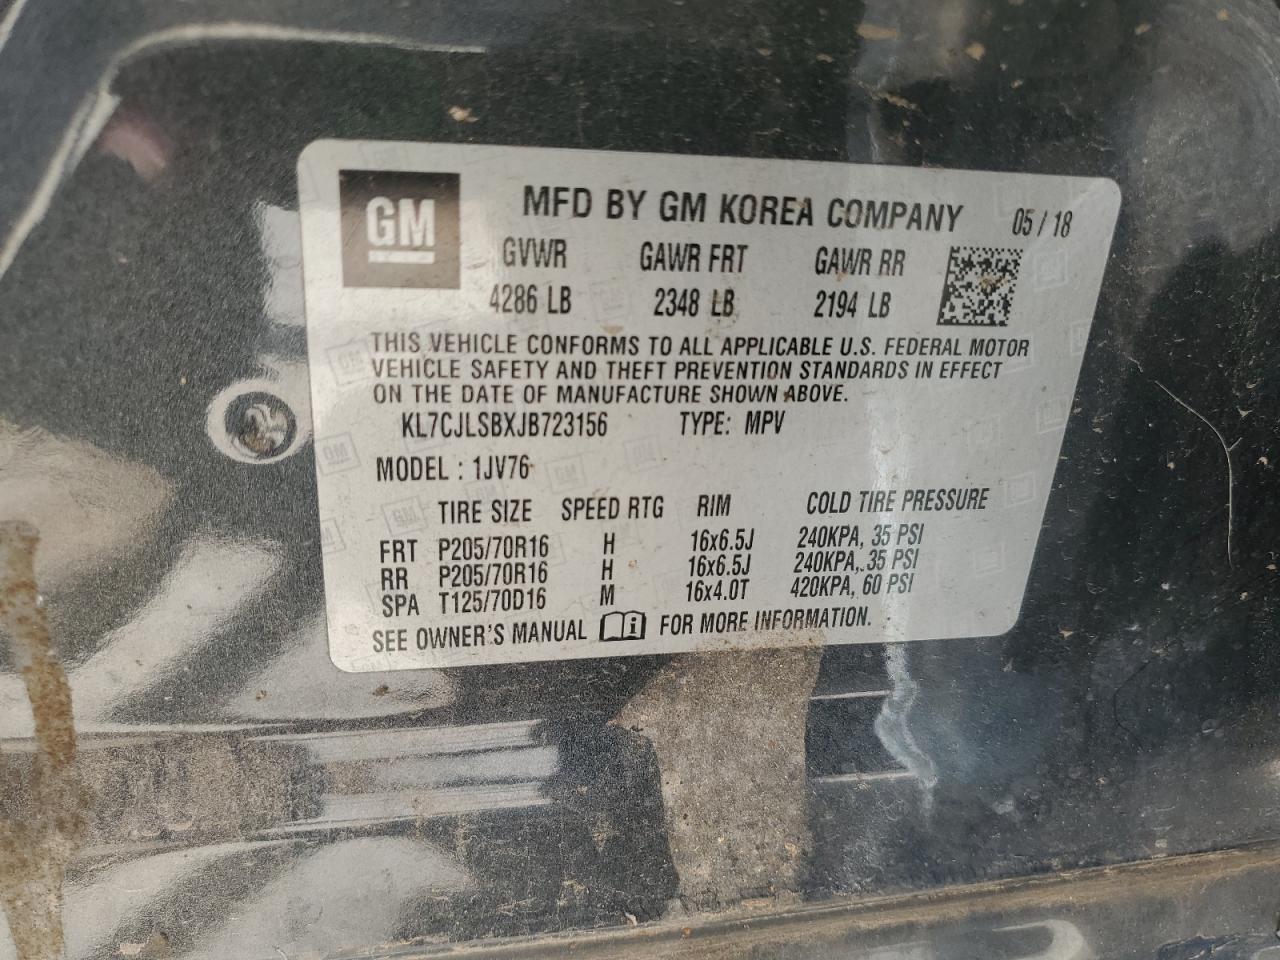 GM
MFD BY GM KOREA COMPANY 05 / 18
GVWR GAWR FRT GAWR RR
4286 LB 2348 LB 2194 LB
THIS VEHICLE CONFORMS TO ALL APPLICABLE U.S. FEDERAL MOTOR
VEHICLE SAFETY AND THEFT PREVENTION STANDARDS IN EFFECT
ON THE DATE OF MANUFACTURE SHOWN ABOVE.
KL7CJLSBXJB723156 TYPE: MPV
MODEL : 1JV76
TIRE SIZE SPEED RTG RIM COLD TIRE PRESSURE
FRT P205/70R16 H 16x6.5J 240KPA, 35 PSI
RR P205/70R16 H 16x6.5J 240KPA, 35 PSI
SPA T125/70D16 M 16x4.0T 420KPA, 60 PSI
SEE OWNER'S MANUAL FOR MORE INFORMATION.